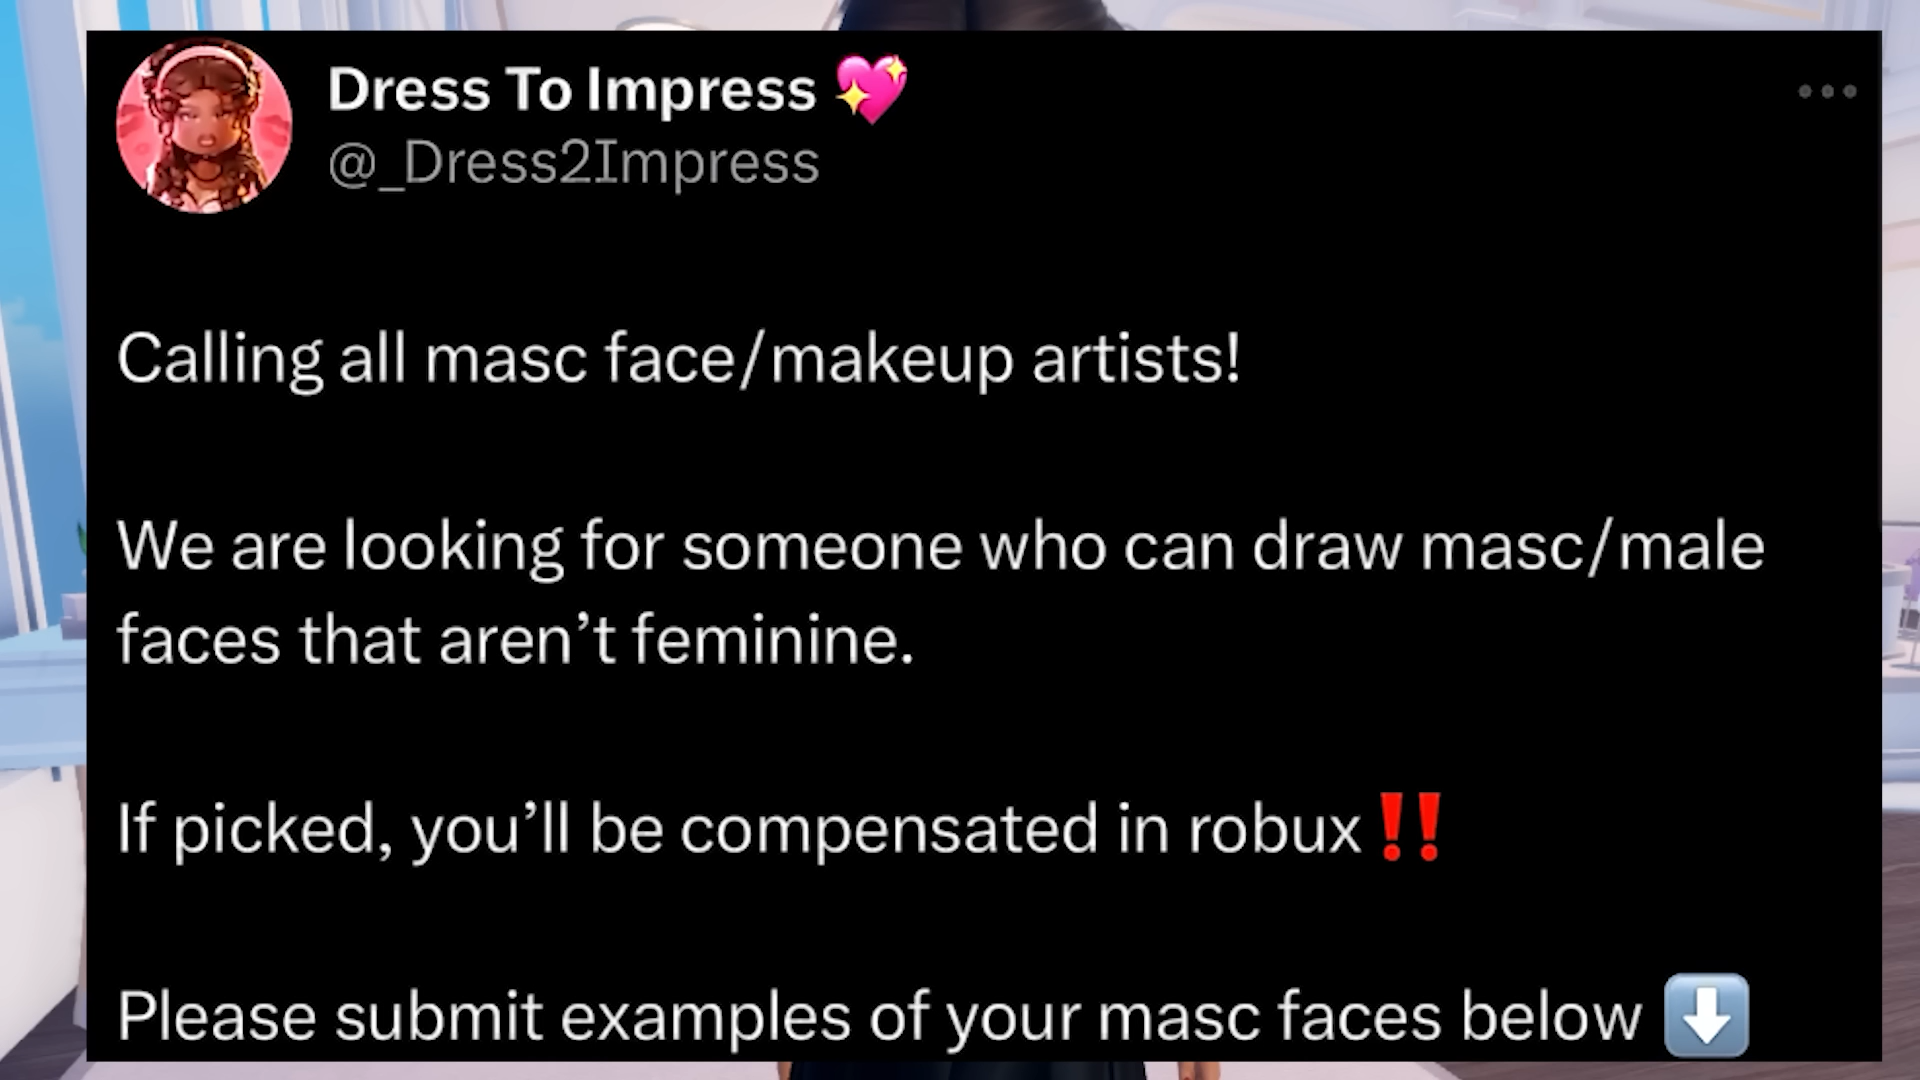 Dress To Impress 💖
@_Dress2Impress
Calling all masc face/makeup artists!
We are looking for someone who can draw masc/male
faces that aren’t feminine.
If picked, you’ll be compensated in robux‼️
Please submit examples of your masc faces below ⬇️